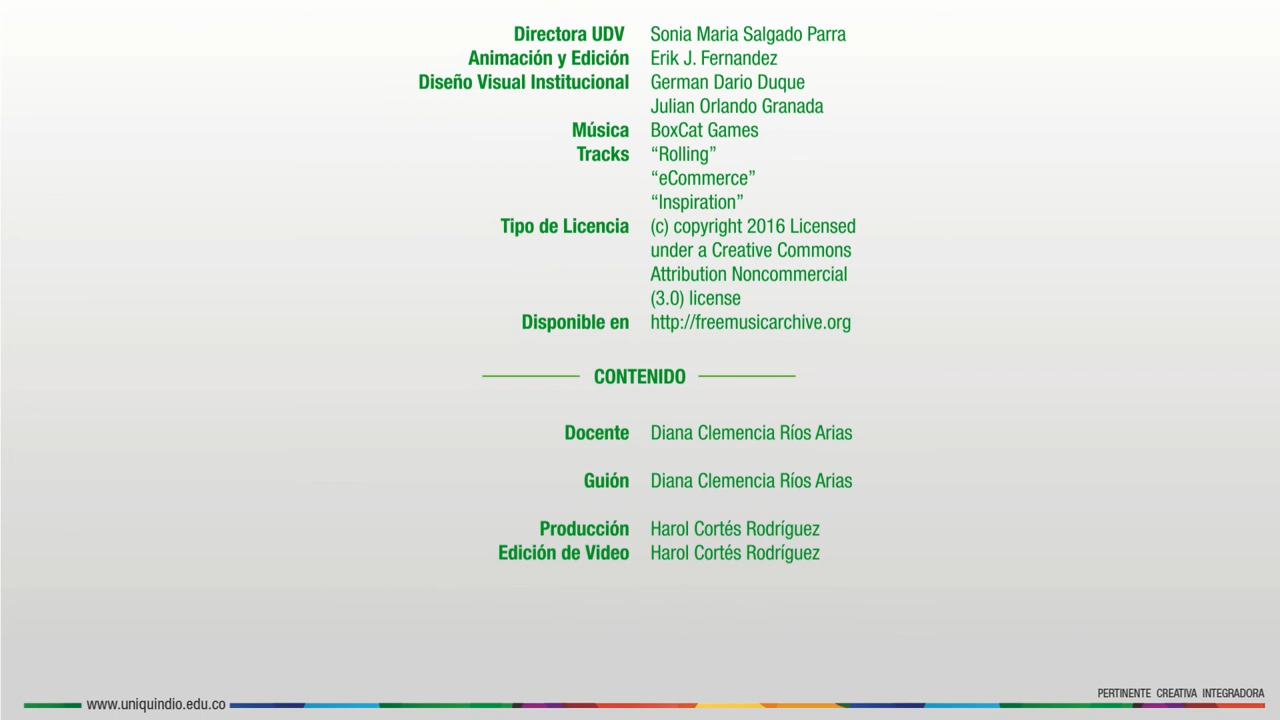 Directora UDV Sonia Maria Salgado Parra
Animación y Edición Erik J. Fernandez
Diseño Visual Institucional German Dario Duque
Julian Orlando Granada
Música BoxCat Games
Tracks “Rolling”
“eCommerce”
“Inspiration”
Tipo de Licencia (c) copyright 2016 Licensed
under a Creative Commons
Attribution Noncommercial
(3.0) license
Disponible en http://freemusicarchive.org
CONTENIDO
Docente Diana Clemencia Ríos Arias
Guión Diana Clemencia Ríos Arias
Producción Harol Cortés Rodríguez
Edición de Video Harol Cortés Rodríguez
PERTINENTE CREATIVA INTEGRADORA
www.uniquindio.edu.co